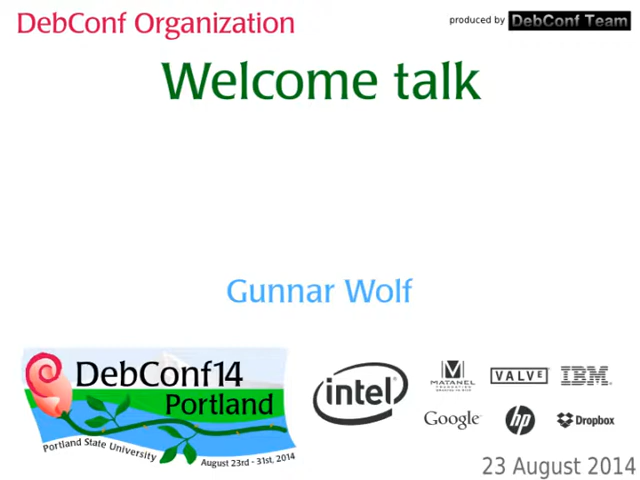 DebConf Organization
produced by DebConf Team
Welcome talk
Gunnar Wolf
DebConf14
Portland
Portland State University
August 23rd - 31st, 2014
intel
MATANEL
VALVE
IBM
Google
hp
Dropbox
23 August 2014